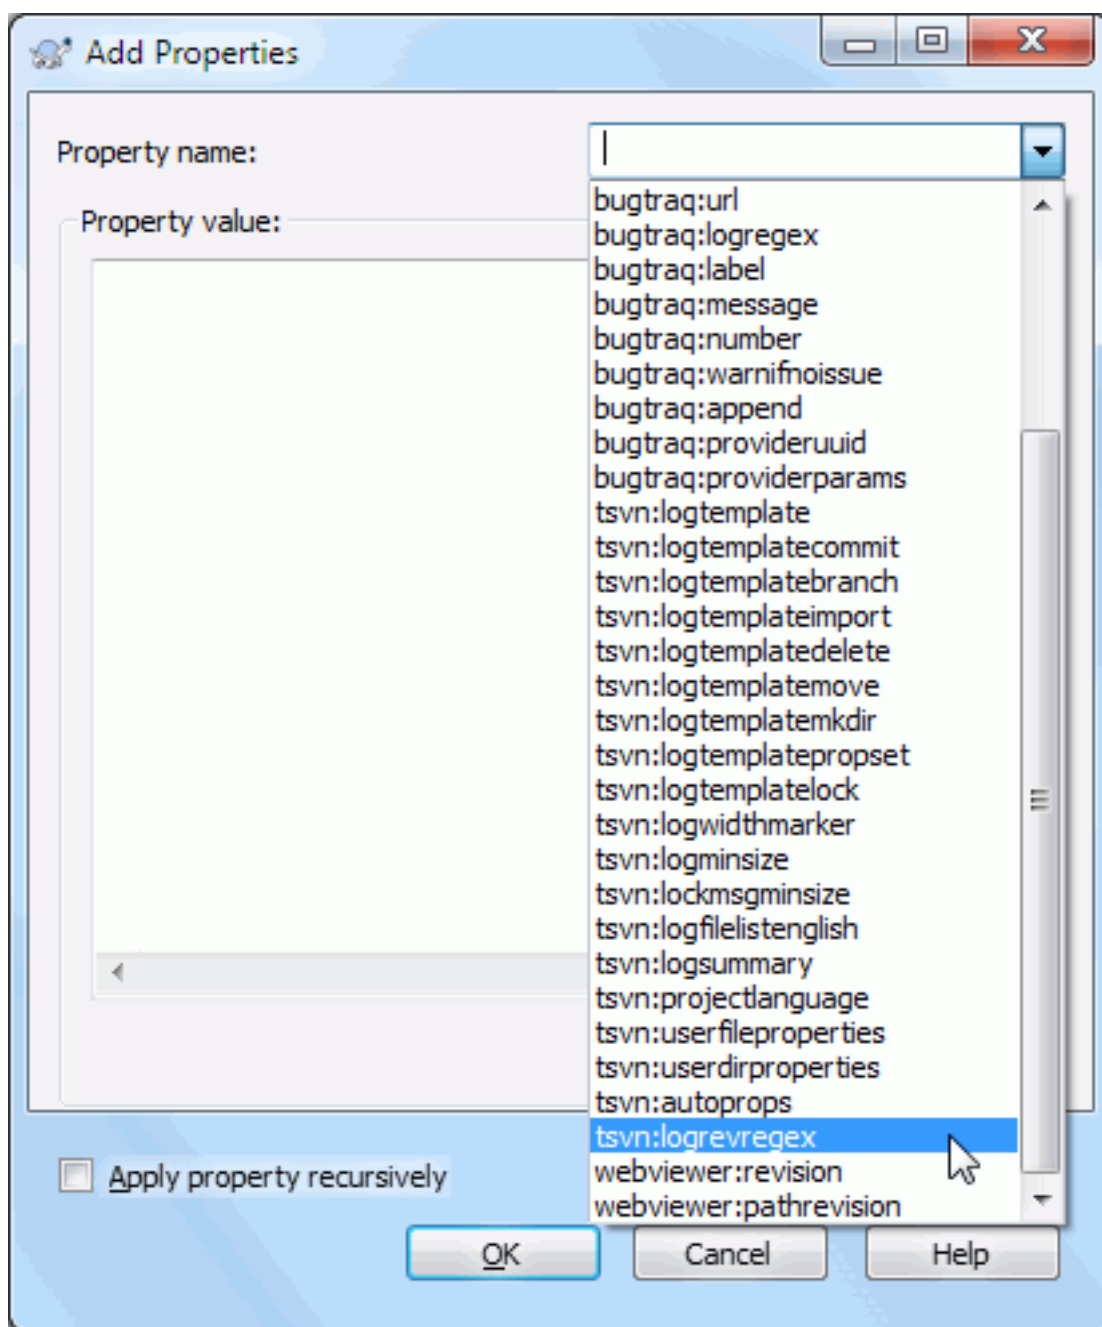 Add Properties
Property name:
Property value:
bugtraq:url
bugtraq:logregex
bugtraq:label
bugtraq:message
bugtraq:number
bugtraq:warnifnoissue
bugtraq:append
bugtraq:provideruuid
bugtraq:providerparams
tsvn:logtemplate
tsvn:logtemplatecommit
tsvn:logtemplatebranch
tsvn:logtemplateimport
tsvn:logtemplatedelete
tsvn:logtemplatemove
tsvn:logtemplatemkdir
tsvn:logtemplatepropset
tsvn:logtemplatelock
tsvn:logwidthmarker
tsvn:logminsize
tsvn:lockmsgminsize
tsvn:logfilelistenglish
tsvn:logsummary
tsvn:projectlanguage
tsvn:userfileproperties
tsvn:userdirproperties
tsvn:autoprops
tsvn:logrevregex
webviewer:revision
webviewer:pathrevision
Apply property recursively
OK Cancel Help